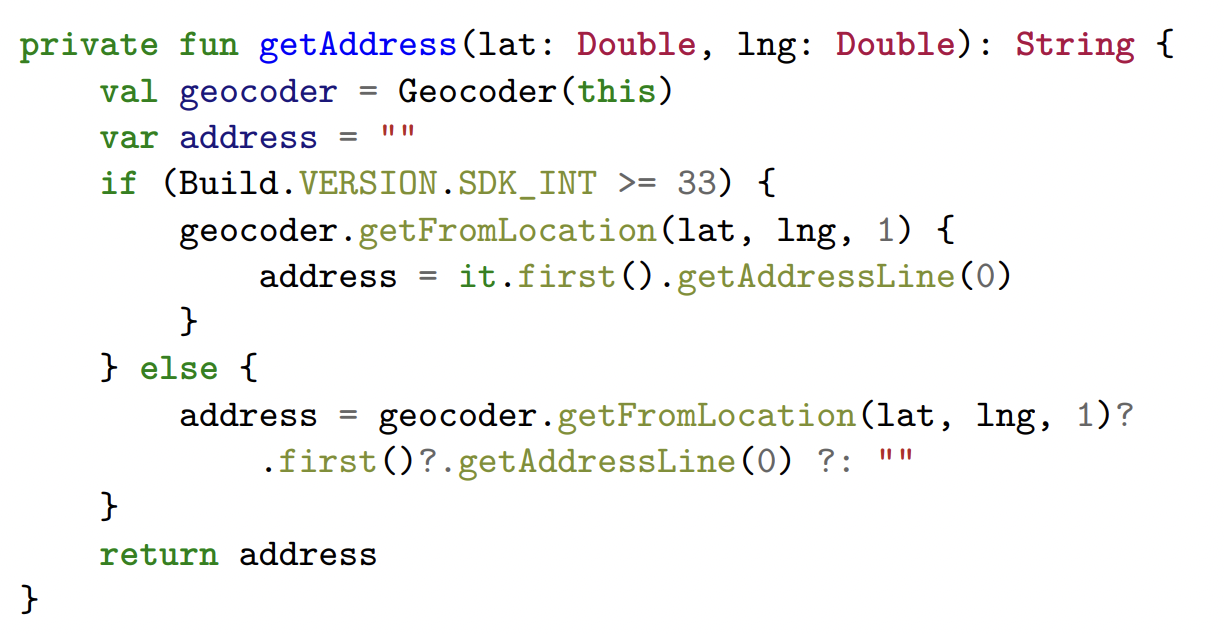 private fun getAddress(lat: Double, lng: Double): String {
    val geocoder = Geocoder(this)
    var address = ""
    if (Build.VERSION.SDK_INT >= 33) {
        geocoder.getFromLocation(lat, lng, 1) {
            address = it.first().getAddressLine(0)
        }
    } else {
        address = geocoder.getFromLocation(lat, lng, 1)?
            .first()?.getAddressLine(0) ?: ""
    }
    return address
}